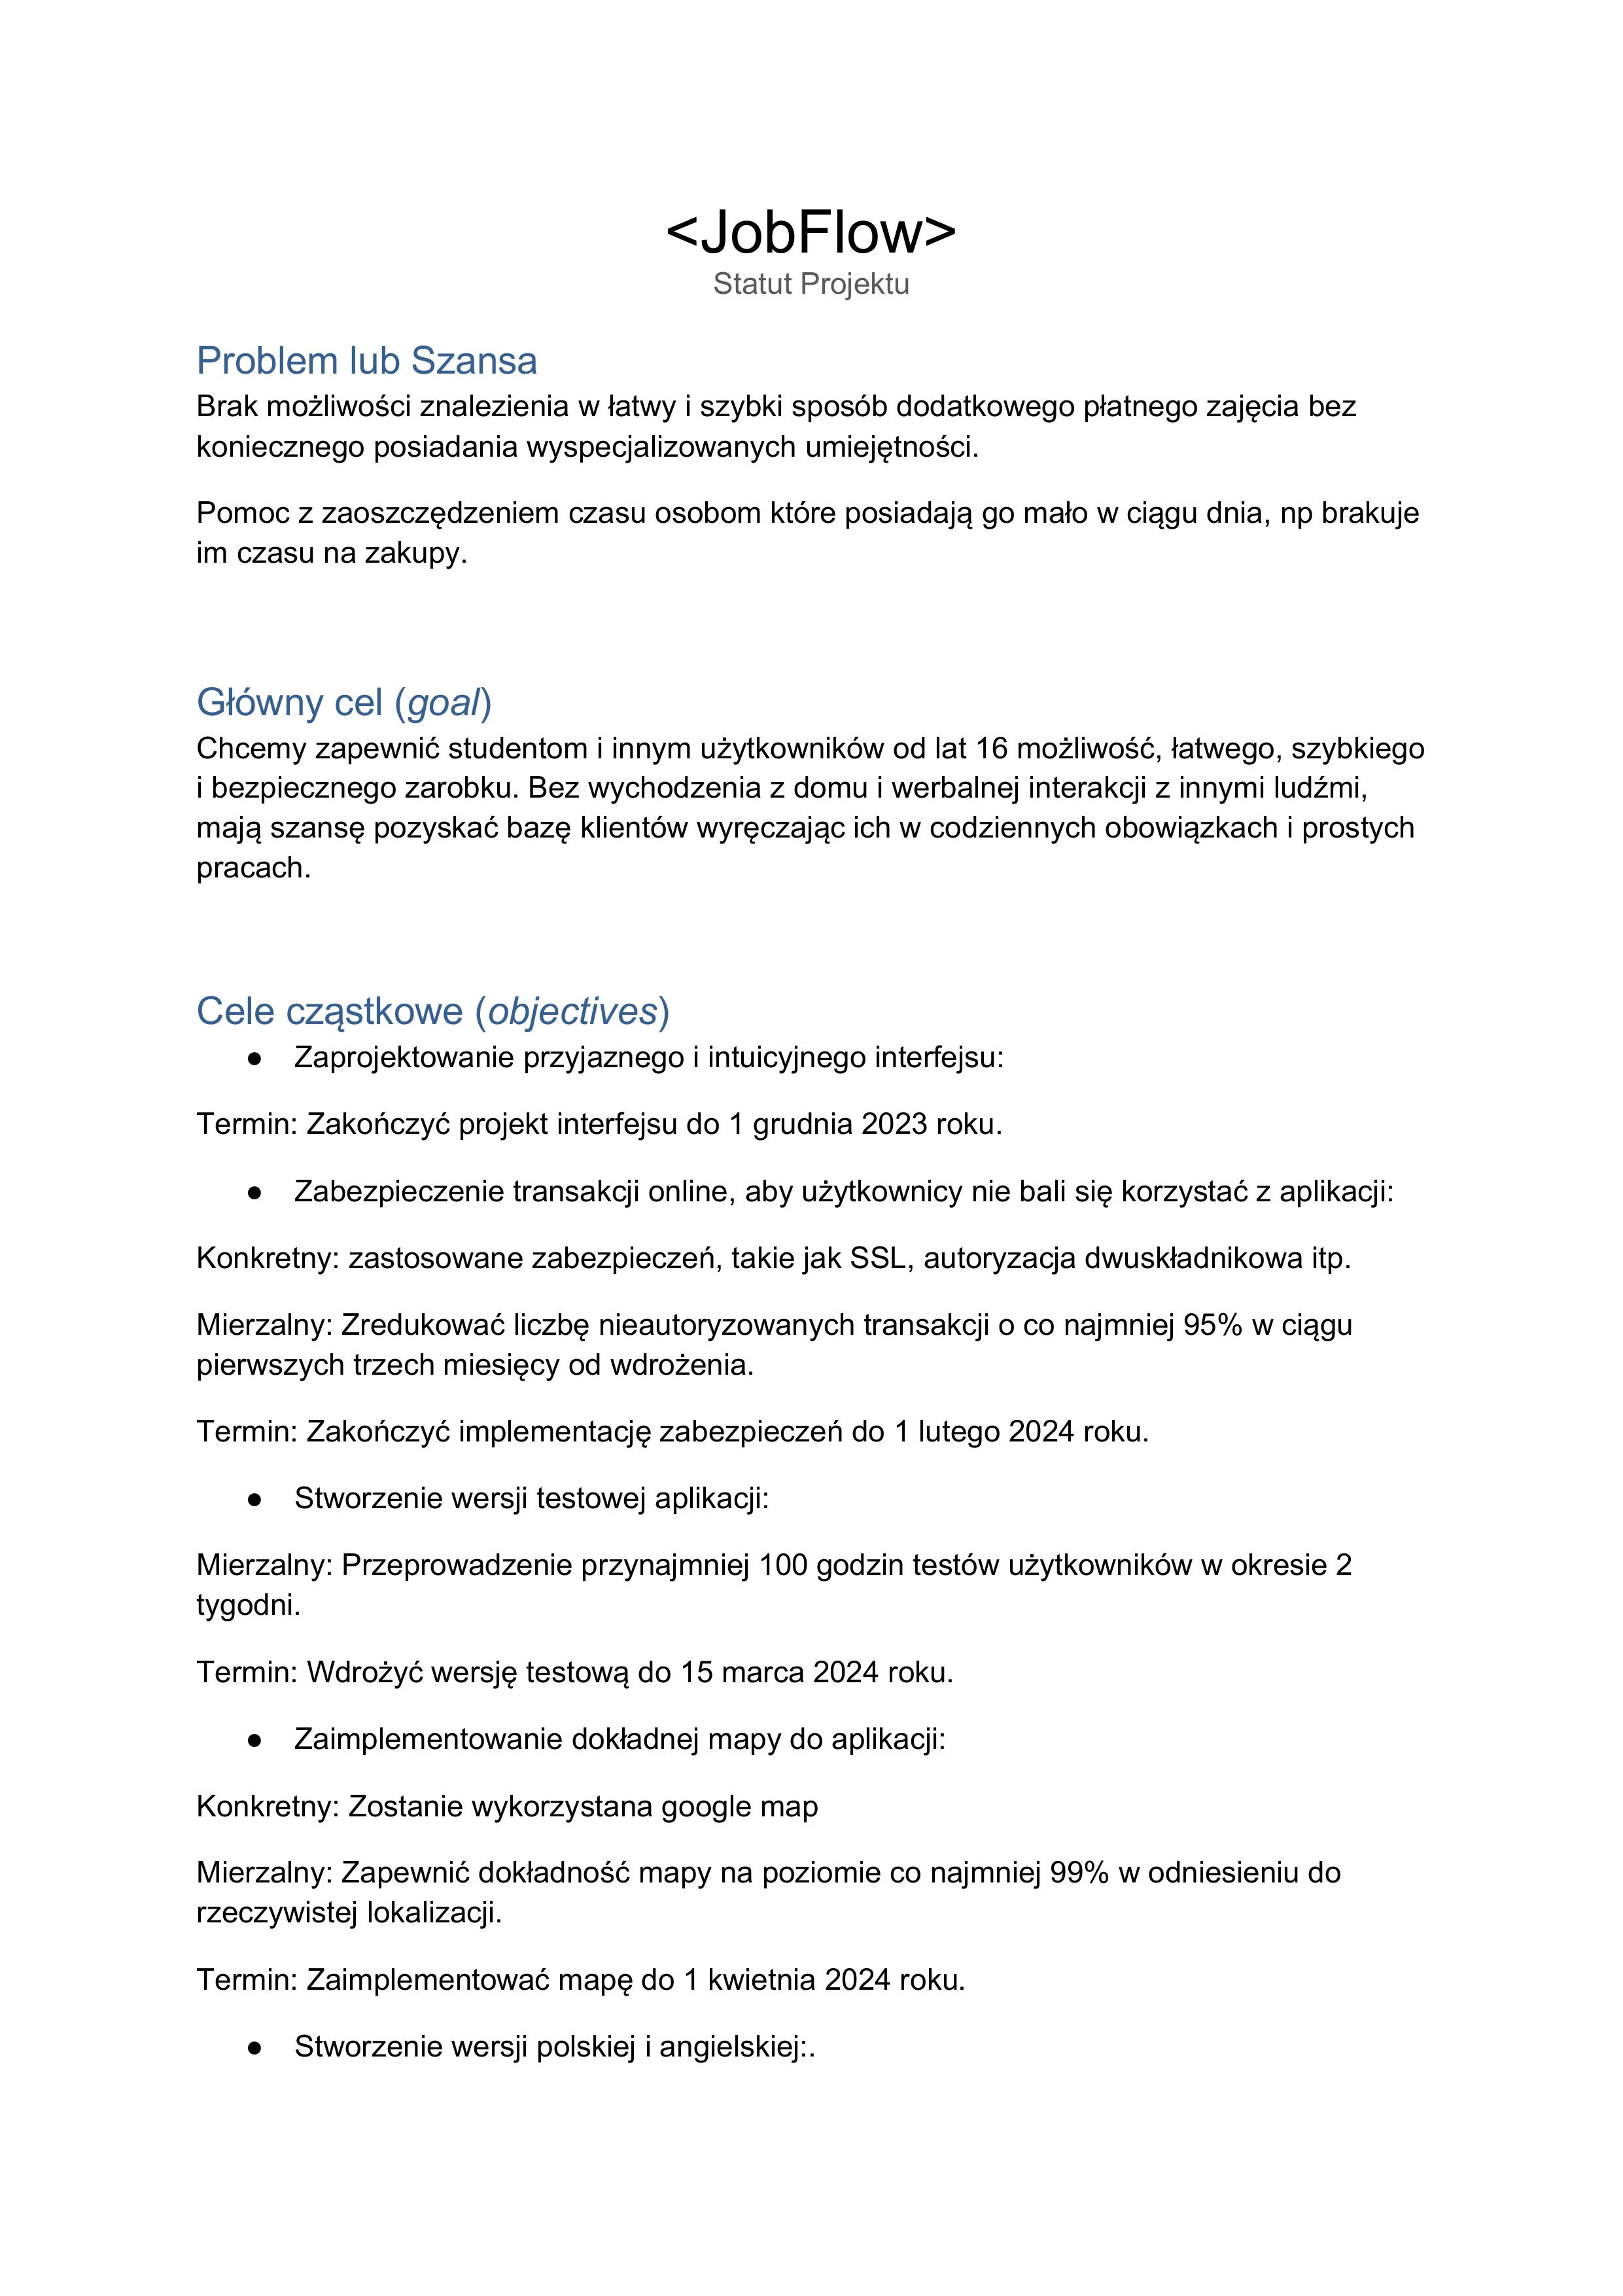 <JobFlow>
Statut Projektu
Problem lub Szansa
Brak możliwości znalezienia w łatwy i szybki sposób dodatkowego płatnego zajęcia bez
koniecznego posiadania wyspecjalizowanych umiejętności.
Pomoc z zaoszczędzeniem czasu osobom które posiadają go mało w ciągu dnia, np brakuje
im czasu na zakupy.
Główny cel (goal)
Chcemy zapewnić studentom i innym użytkowników od lat 16 możliwość, łatwego, szybkiego
i bezpiecznego zarobku. Bez wychodzenia z domu i werbalnej interakcji z innymi ludźmi,
mają szansę pozyskać bazę klientów wyręczając ich w codziennych obowiązkach i prostych
pracach.
Cele cząstkowe (objectives)
● Zaprojektowanie przyjaznego i intuicyjnego interfejsu:
Termin: Zakończyć projekt interfejsu do 1 grudnia 2023 roku.
● Zabezpieczenie transakcji online, aby użytkownicy nie bali się korzystać z aplikacji:
Konkretny: zastosowane zabezpieczeń, takie jak SSL, autoryzacja dwuskładnikowa itp.
Mierzalny: Zredukować liczbę nieautoryzowanych transakcji o co najmniej 95% w ciągu
pierwszych trzech miesięcy od wdrożenia.
Termin: Zakończyć implementację zabezpieczeń do 1 lutego 2024 roku.
● Stworzenie wersji testowej aplikacji:
Mierzalny: Przeprowadzenie przynajmniej 100 godzin testów użytkowników w okresie 2
tygodni.
Termin: Wdrożyć wersję testową do 15 marca 2024 roku.
● Zaimplementowanie dokładnej mapy do aplikacji:
Konkretny: Zostanie wykorzystana google map
Mierzalny: Zapewnić dokładność mapy na poziomie co najmniej 99% w odniesieniu do
rzeczywistej lokalizacji.
Termin: Zaimplementować mapę do 1 kwietnia 2024 roku.
● Stworzenie wersji polskiej i angielskiej:.